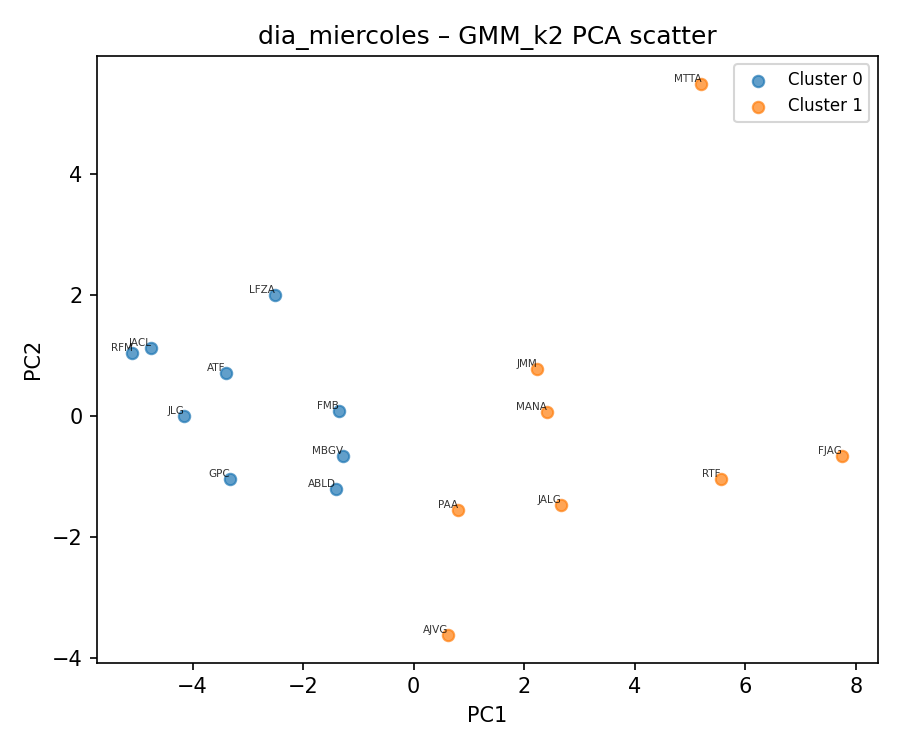 dia_miercoles – GMM_k2 PCA scatter
Cluster 0
Cluster 1
MTTA
LFZA
JACL
RFM
ATF
JMM
JLG
FMB
MANA
MBGV
FJAG
GPC
RTF
ABLD
PAA
JALG
AJVG
4
2
0
−2
−4
PC2
−4
−2
0
2
4
6
8
PC1